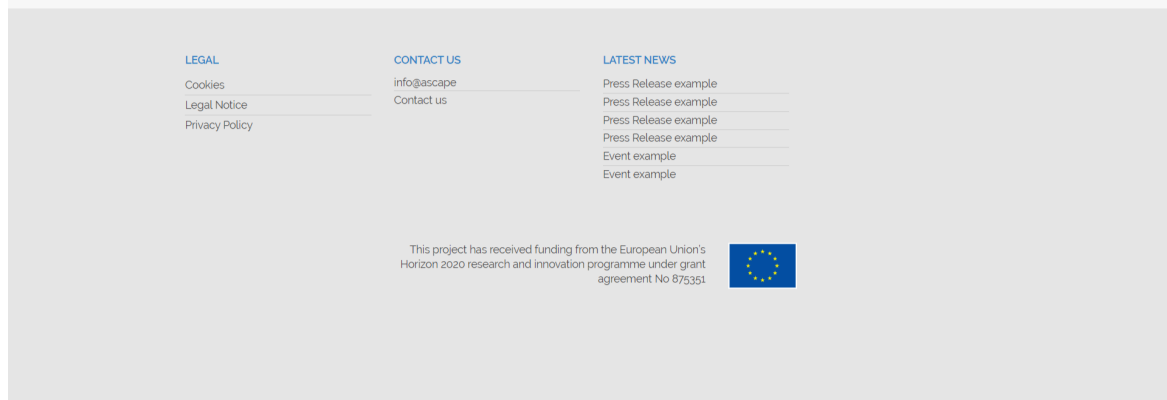 LEGAL
Cookies
Legal Notice
Privacy Policy
CONTACT US
info@ascape
Contact us
LATEST NEWS
Press Release example
Press Release example
Press Release example
Press Release example
Event example
Event example
This project has received funding from the European Union's
Horizon 2020 research and innovation programme under grant
agreement No 875351